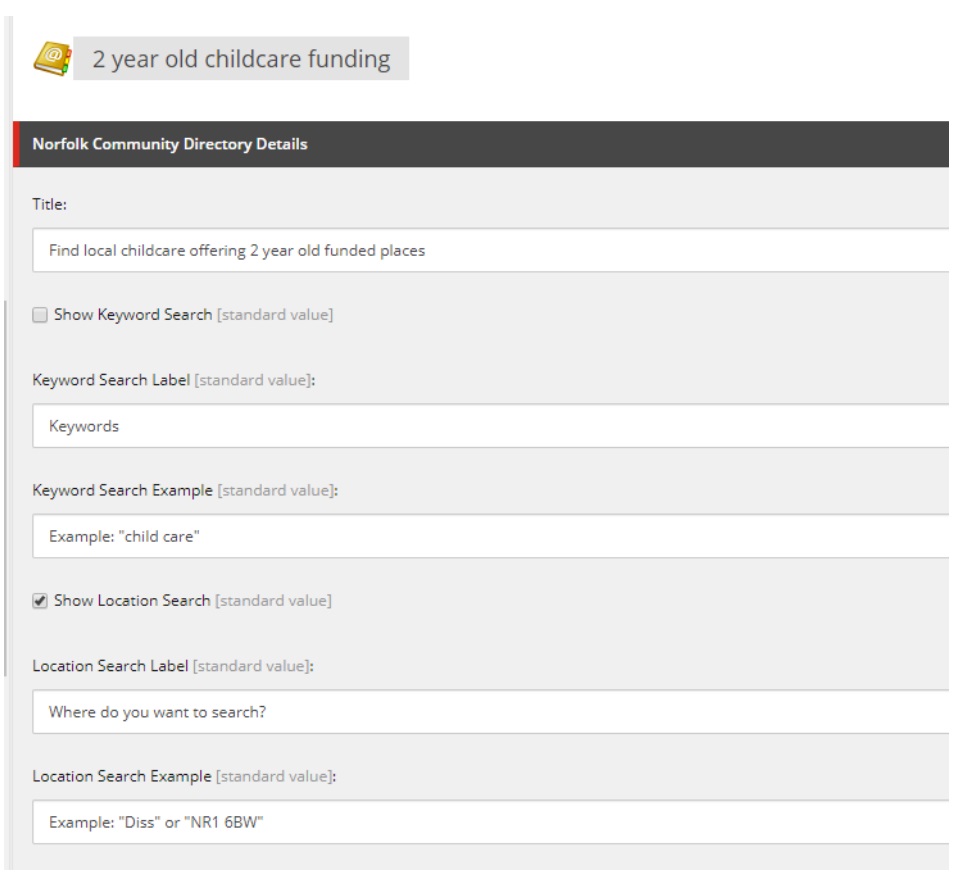 2 year old childcare funding
Norfolk Community Directory Details
Title:
Find local childcare offering 2 year old funded places
Show Keyword Search [standard value]
Keyword Search Label [standard value]:
Keywords
Keyword Search Example [standard value]:
Example: "child care"
Show Location Search [standard value]
Location Search Label [standard value]:
Where do you want to search?
Location Search Example [standard value]:
Example: "Diss" or "NR1 6BW"